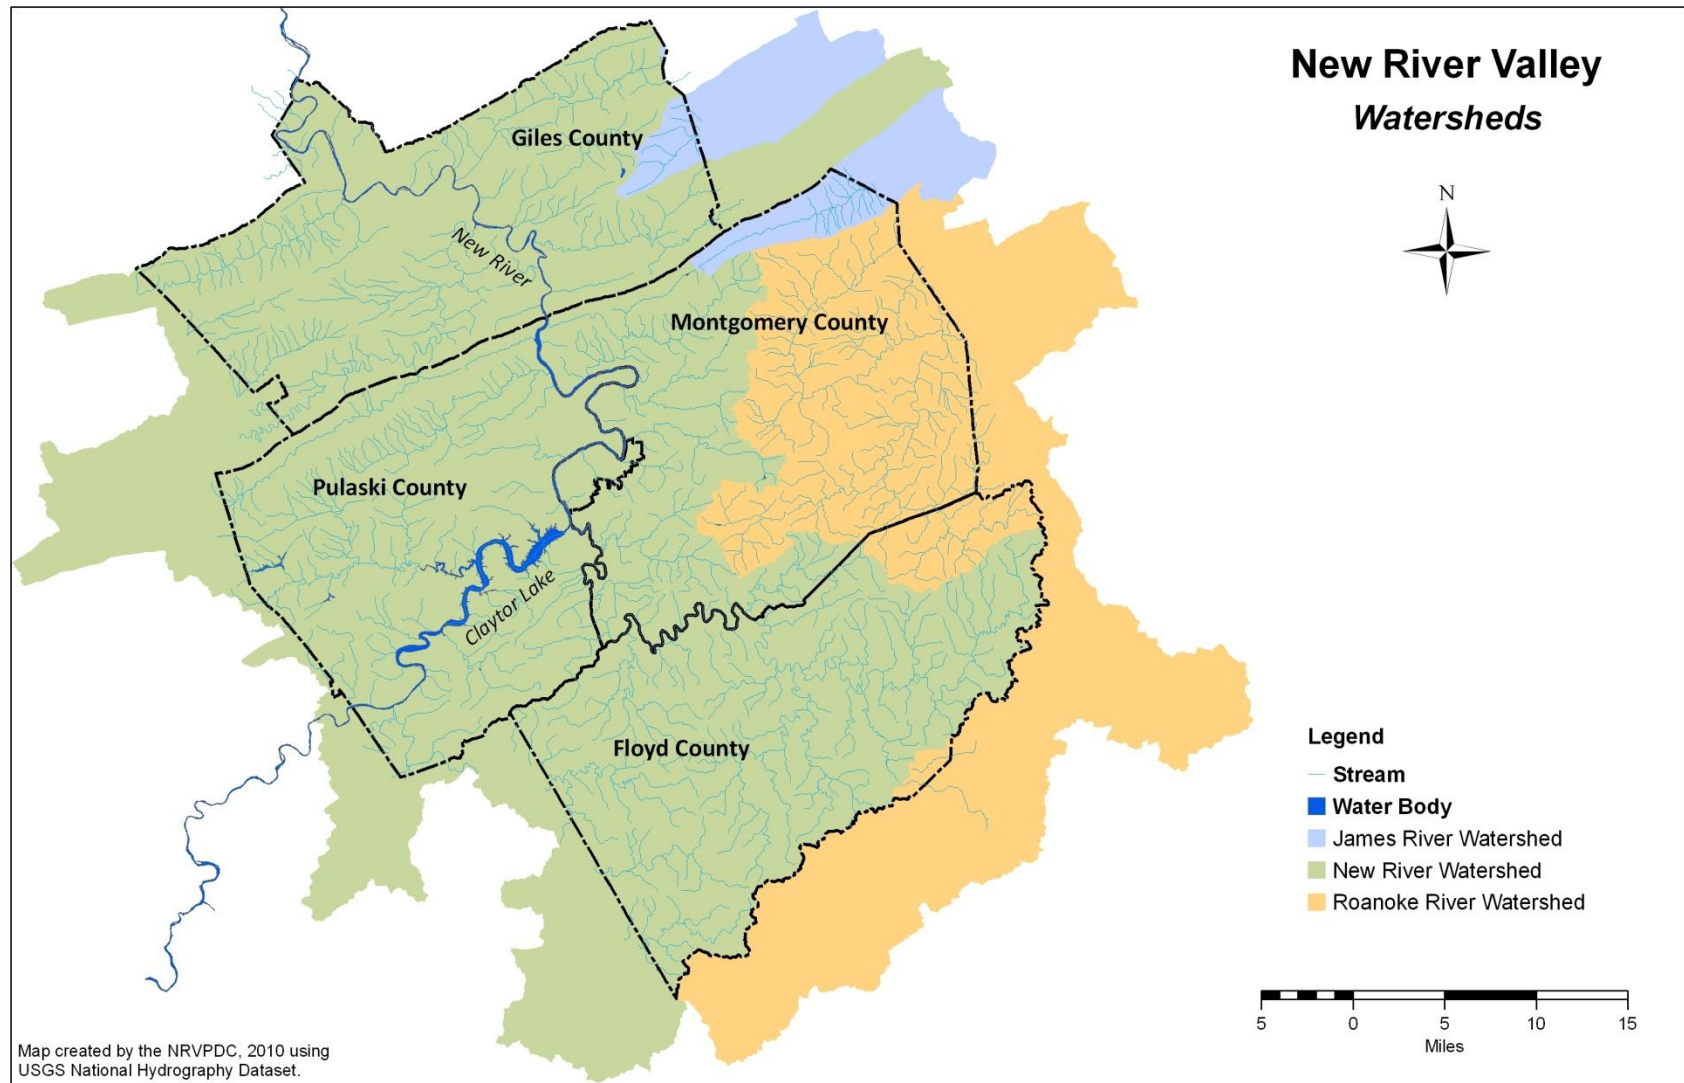 New River Valley
Watersheds
N
Giles County
New River
Montgomery County
Pulaski County
Claytor Lake
Floyd County
Legend
Stream
Water Body
James River Watershed
New River Watershed
Roanoke River Watershed
5 0 5 10 15
Miles
Map created by the NRVPDC, 2010 using
USGS National Hydrography Dataset.